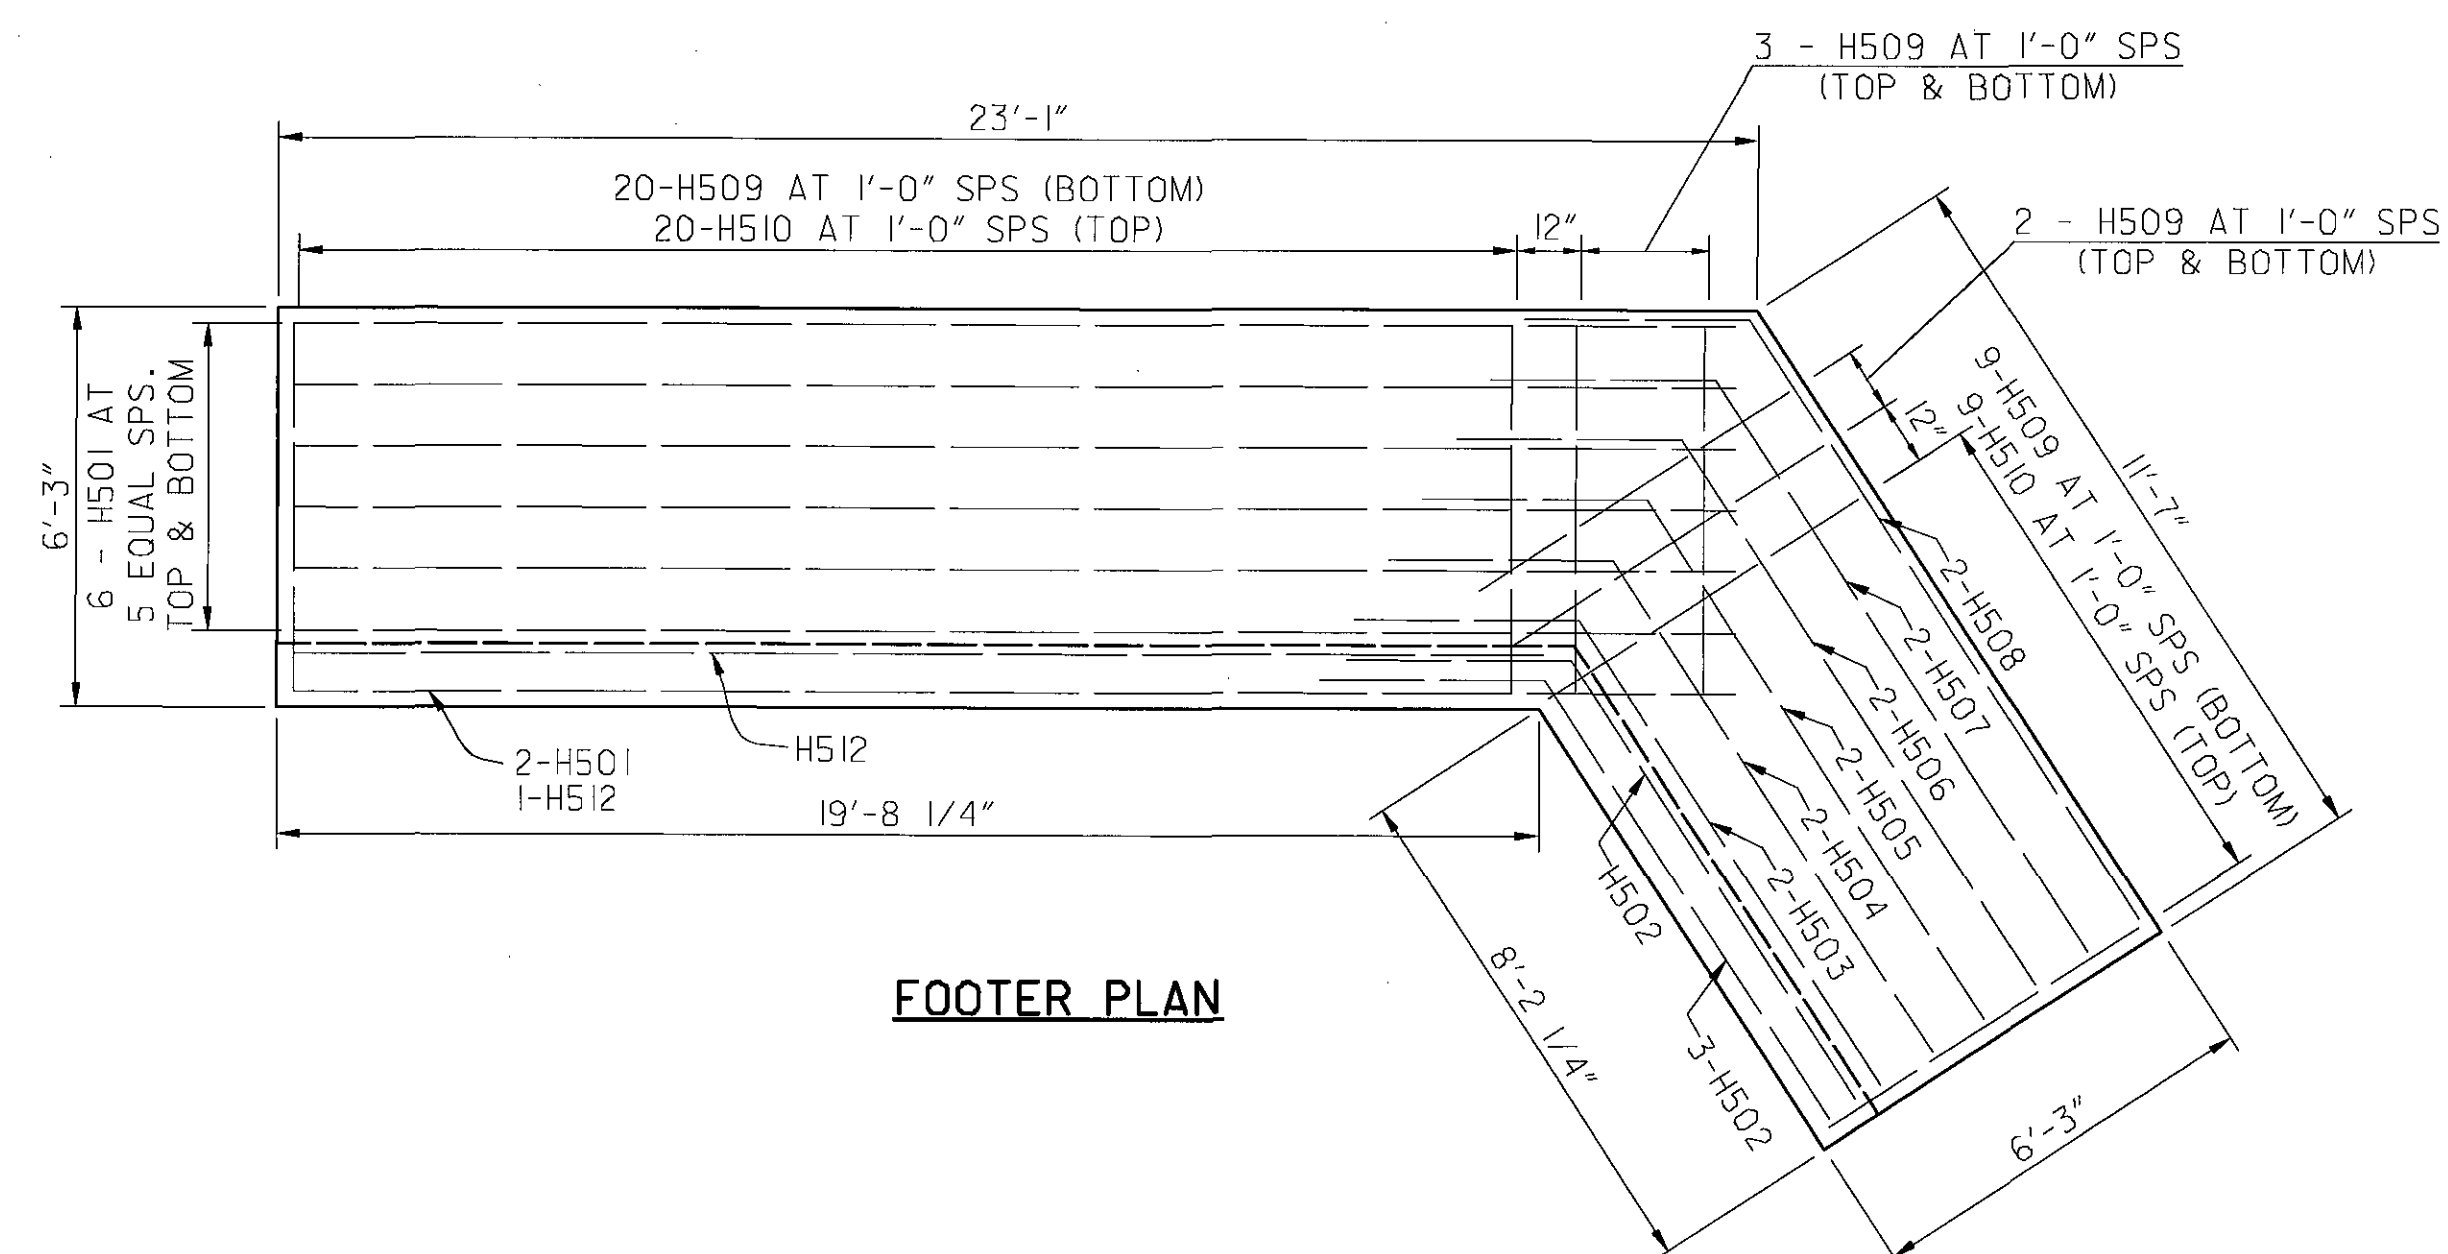 3 - H509 AT 1'-0" SPS
(TOP & BOTTOM)
23'-1"
20-H509 AT 1'-0" SPS (BOTTOM)
20-H510 AT 1'-0" SPS (TOP)
12"
2 - H509 AT 1'-0" SPS
(TOP & BOTTOM)
6'-3"
6 - H501 AT
5 EQUAL SPS.
TOP & BOTTOM
12"
9-H509 AT 1'-0" SPS (BOTTOM)
9-H510 AT 1'-0" SPS (TOP)
11'-7"
2-H508
2-H507
2-H506
2-H505
2-H504
2-H503
H502
3-H502
2-H501
1-H512
H512
19'-8 1/4"
8'-2 1/4"
6'-3"
FOOTER PLAN